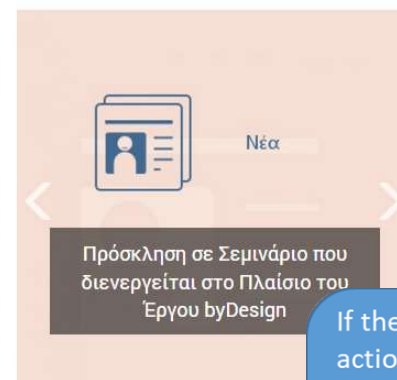 Νέα
Πρόσκληση σε Σεμινάριο που
διενεργείται στο Πλαίσιο του
Έργου byDesign
If the
actio